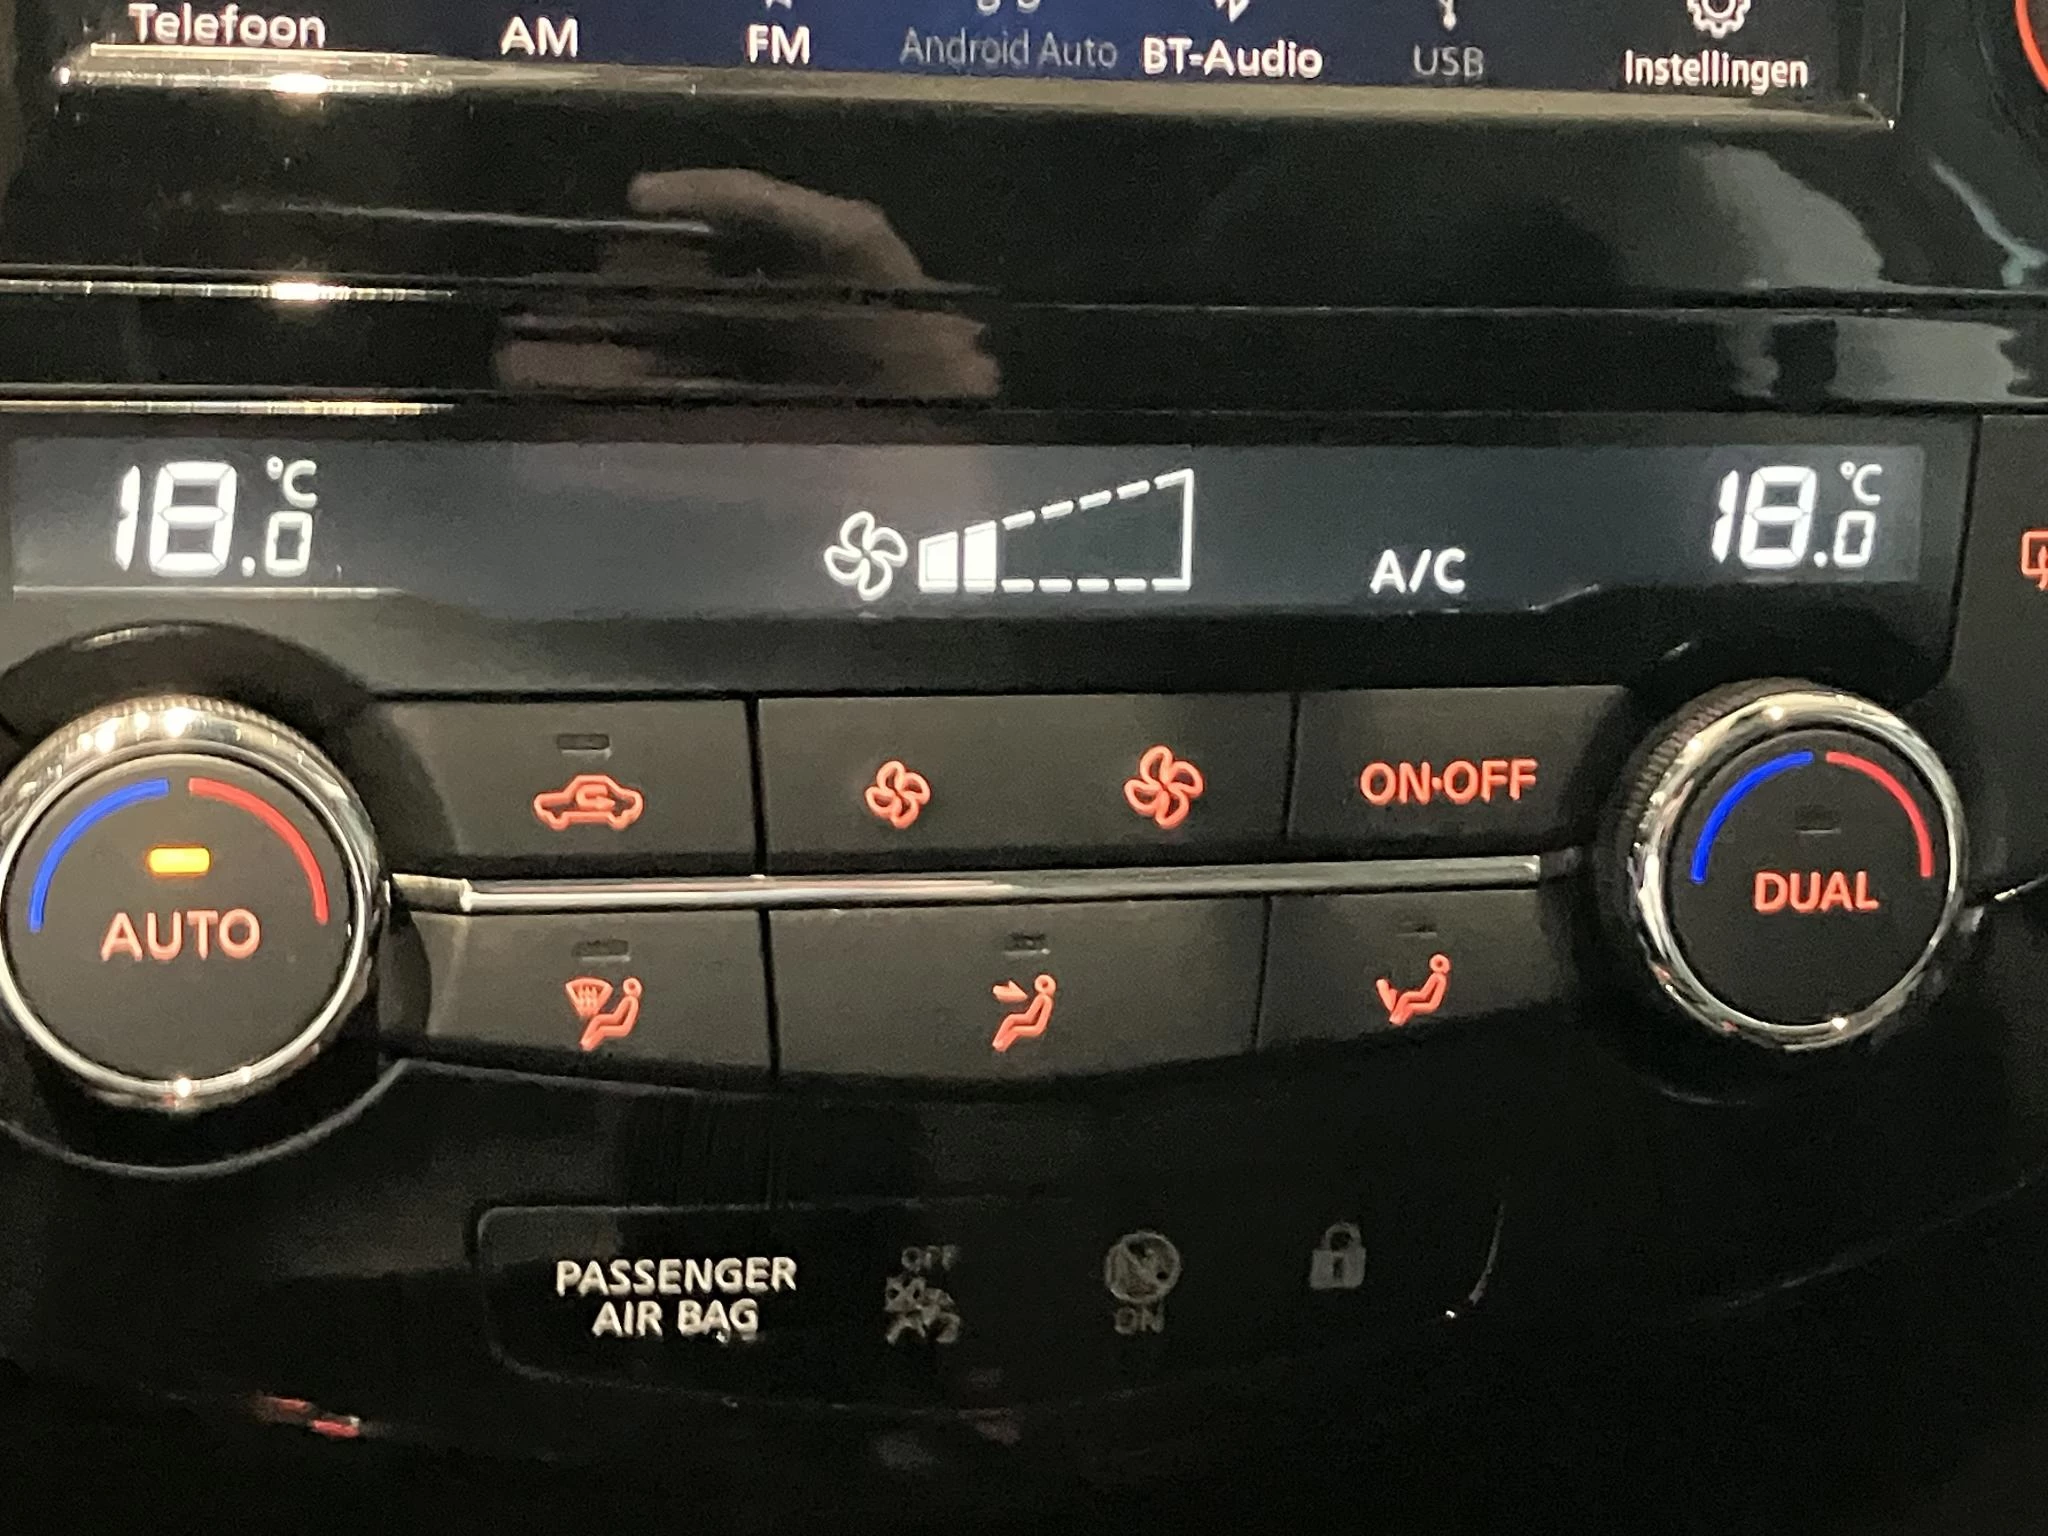 Telefoon AM FM Android Auto BT-Audio USB Instellingen
18.0 °C A/C 18.0 °C
ON·OFF
AUTO DUAL
PASSENGER
AIR BAG
OFF
ON